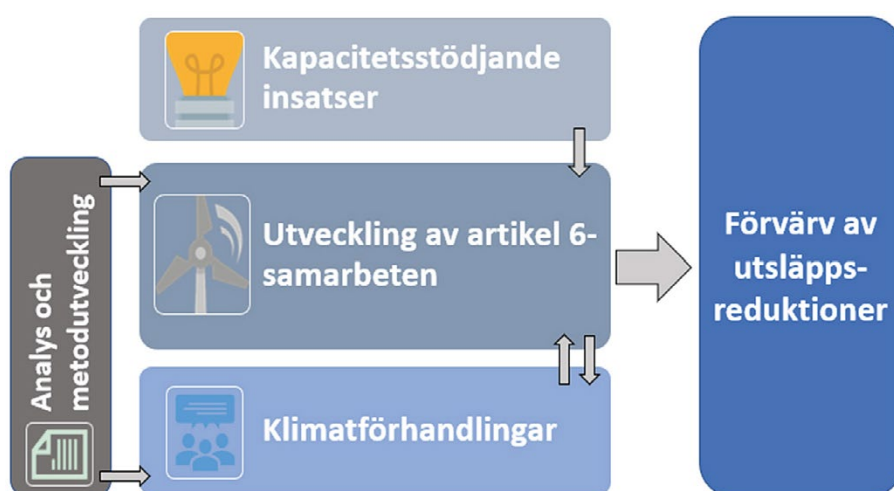 Kapacitetsstödjande
insatser
Analys och
metodutveckling
Utveckling av artikel 6-
samarbeten
Klimatförhandlingar
Förvärv av
utsläpps-
reduktioner